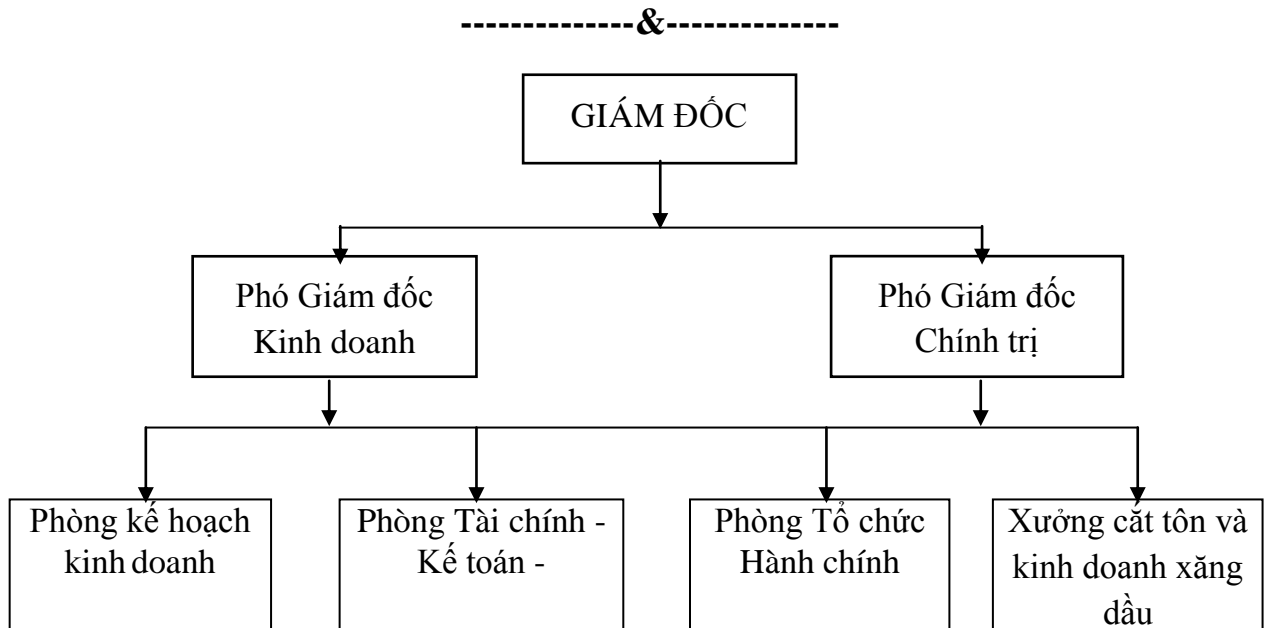 --------------&--------------
GIÁM ĐỐC
Phó Giám đốc
Kinh doanh
Phó Giám đốc
Chính trị
Phòng kế hoạch
kinh doanh
Phòng Tài chính -
Kế toán -
Phòng Tổ chức
Hành chính
Xưởng cắt tôn và
kinh doanh xăng
dầu